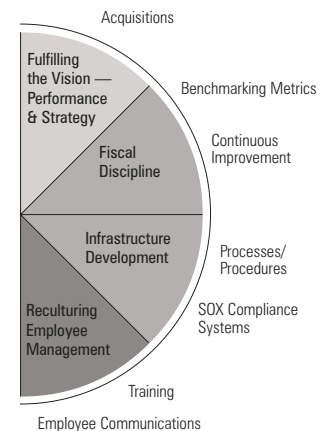 Acquisitions
Fulfilling
the Vision —
Performance
& Strategy
Benchmarking Metrics
Fiscal
Discipline
Continuous
Improvement
Infrastructure
Development
Processes/
Procedures
SOX Compliance
Systems
Reculturing
Employee
Management
Training
Employee Communications